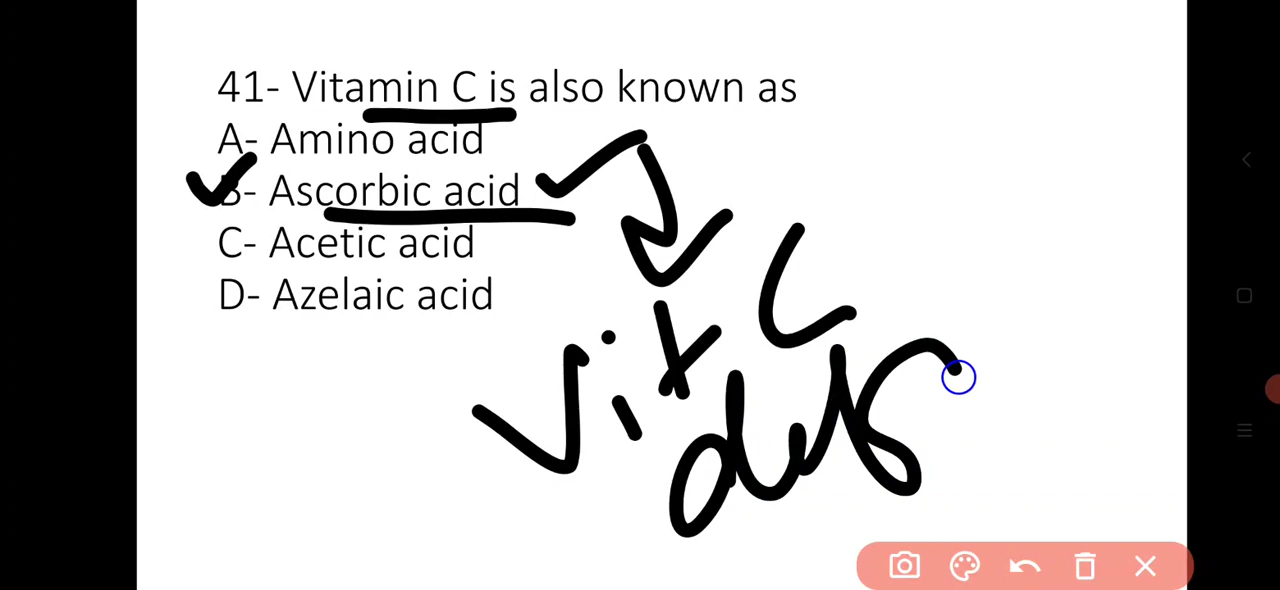 41- Vitamin C is also known as
A- Amino acid
B- Ascorbic acid
C- Acetic acid
D- Azelaic acid
Vit C